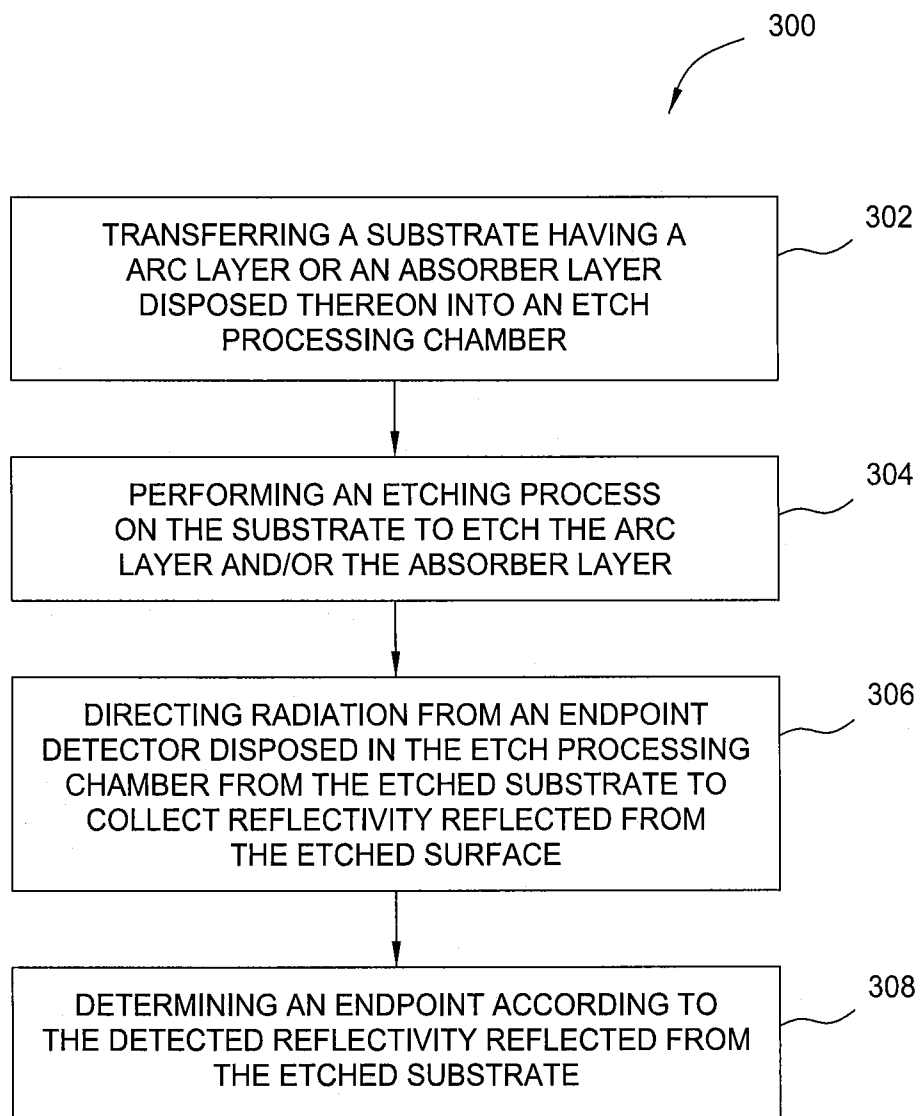 300
TRANSFERRING A SUBSTRATE HAVING A
ARC LAYER OR AN ABSORBER LAYER
DISPOSED THEREON INTO AN ETCH
PROCESSING CHAMBER
302
PERFORMING AN ETCHING PROCESS
ON THE SUBSTRATE TO ETCH THE ARC
LAYER AND/OR THE ABSORBER LAYER
304
DIRECTING RADIATION FROM AN ENDPOINT
DETECTOR DISPOSED IN THE ETCH PROCESSING
CHAMBER FROM THE ETCHED SUBSTRATE TO
COLLECT REFLECTIVITY REFLECTED FROM
THE ETCHED SURFACE
306
DETERMINING AN ENDPOINT ACCORDING TO
THE DETECTED REFLECTIVITY REFLECTED FROM
THE ETCHED SUBSTRATE
308